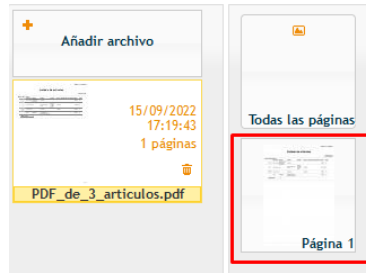 Añadir archivo
15/09/2022
17:19:43
1 páginas
PDF_de_3_articulos.pdf
Todas las páginas
Página 1